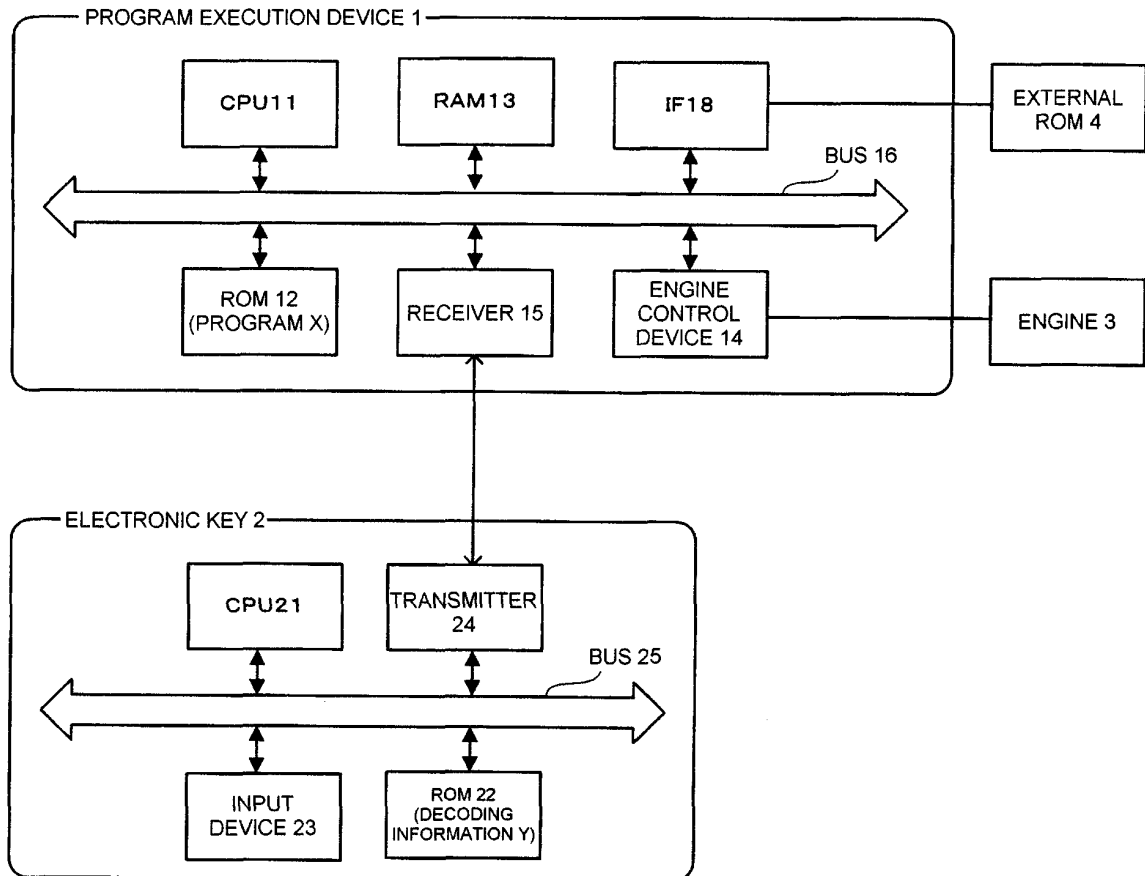 PROGRAM EXECUTION DEVICE 1
CPU11
RAM13
IF18
EXTERNAL
ROM 4
BUS 16
ROM 12
(PROGRAM X)
RECEIVER 15
ENGINE
CONTROL
DEVICE 14
ENGINE 3
ELECTRONIC KEY 2
CPU21
TRANSMITTER
24
BUS 25
INPUT
DEVICE 23
ROM 22
(DECODING
INFORMATION Y)